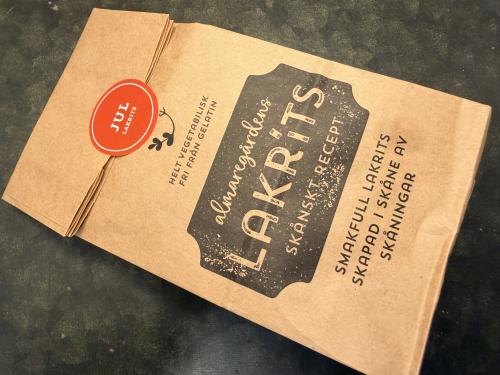 JUL
LAKRITS
HELT VEGETABILISK
FRI FRÅN GELATIN
almaregårdens
LAKRITS
SKÅNSKT RECEPT
SMAKFULL LAKRITS
SKAPAD I SKÅNE AV
SKÅNINGAR